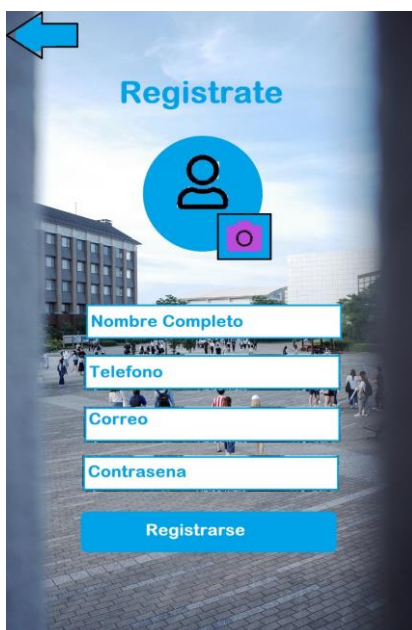 Registrate
Nombre Completo
Telefono
Correo
Contrasena
Registrarse